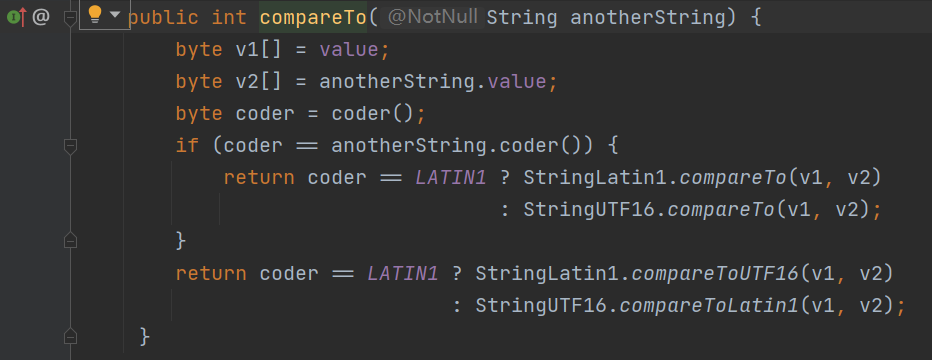 @ public int compareTo(@NotNull String anotherString) {
byte v1[] = value;
byte v2[] = anotherString.value;
byte coder = coder();
if (coder == anotherString.coder()) {
return coder == LATIN1 ? StringLatin1.compareTo(v1, v2)
: StringUTF16.compareTo(v1, v2);
}
return coder == LATIN1 ? StringLatin1.compareToUTF16(v1, v2)
: StringUTF16.compareToLatin1(v1, v2);
}